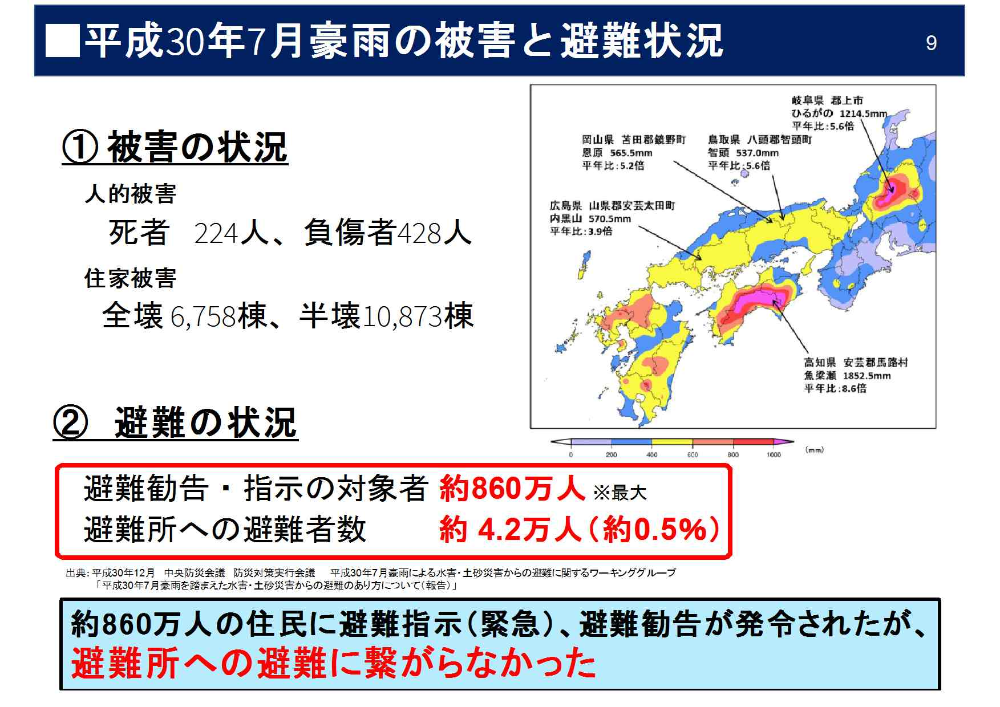 ■平成30年7月豪雨の被害と避難状況
9
①被害の状況
人的被害
死者　224人、負傷者428人
住家被害
全壊 6,758棟、半壊10,873棟
岐阜県 郡上市
ひるがの 1214.5mm
平年比:5.6倍
岡山県 苫田郡鏡野町
恩原 565.5mm
平年比:5.2倍
鳥取県 八頭郡智頭町
智頭 537.0mm
平年比:5.6倍
広島県 山県郡安芸太田町
内黒山 570.5mm
平年比:3.9倍
高知県 安芸郡馬路村
魚梁瀬 1852.5mm
平年比:8.6倍
0 200 400 600 800 1000 (mm)
②　避難の状況
避難勧告・指示の対象者 約860万人 ※最大
避難所への避難者数 約 4.2万人（約0.5%）
出典：平成30年12月　中央防災会議　防災対策実行会議　平成30年7月豪雨による水害・土砂災害からの避難に関するワーキンググループ
「平成30年7月豪雨を踏まえた水害・土砂災害からの避難のあり方について（報告）」
約860万人の住民に避難指示（緊急）、避難勧告が発令されたが、
避難所への避難に繋がらなかった